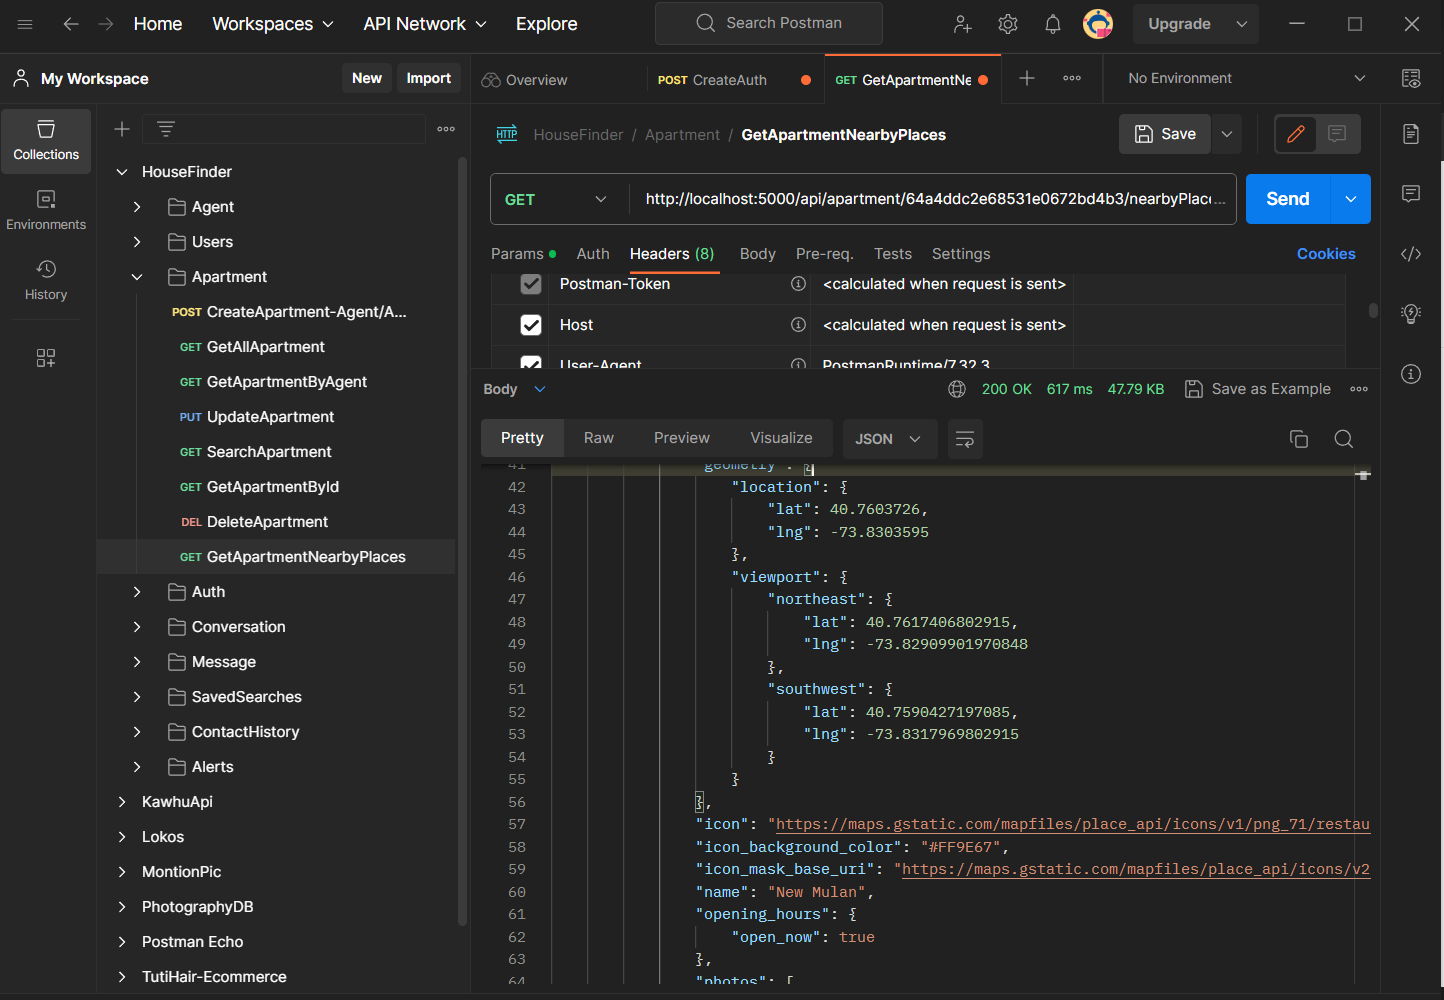 Home Workspaces API Network Explore Search Postman Upgrade
My Workspace New Import Overview POST CreateAuth GET GetApartmentNe No Environment
HTTP HouseFinder / Apartment / GetApartmentNearbyPlaces Save
GET http://localhost:5000/api/apartment/64a4ddc2e68531e0672bd4b3/nearbyPlac... Send
Params Auth Headers (8) Body Pre-req. Tests Settings Cookies
Postman-Token <calculated when request is sent>
Host <calculated when request is sent>
User-Agent PostmanRuntime/7.32.3
Body 200 OK 617 ms 47.79 KB Save as Example
Pretty Raw Preview Visualize JSON
Collections
Environments
History
HouseFinder
Agent
Users
Apartment
POST CreateApartment-Agent/A...
GET GetAllApartment
GET GetApartmentByAgent
PUT UpdateApartment
GET SearchApartment
GET GetApartmentById
DEL DeleteApartment
GET GetApartmentNearbyPlaces
Auth
Conversation
Message
SavedSearches
ContactHistory
Alerts
KawhuApi
Lokos
MontionPic
PhotographyDB
Postman Echo
TutiHair-Ecommerce
41 "geometry": {
42 "location": {
43 "lat": 40.7603726,
44 "lng": -73.8303595
45 },
46 "viewport": {
47 "northeast": {
48 "lat": 40.7617406802915,
49 "lng": -73.82909901970848
50 },
51 "southwest": {
52 "lat": 40.7590427197085,
53 "lng": -73.8317969802915
54 }
55 }
56 },
57 "icon": "https://maps.gstatic.com/mapfiles/place_api/icons/v1/png_71/restau
58 "icon_background_color": "#FF9E67",
59 "icon_mask_base_uri": "https://maps.gstatic.com/mapfiles/place_api/icons/v2
60 "name": "New Mulan",
61 "opening_hours": {
62 "open_now": true
63 },
64 "photos": [